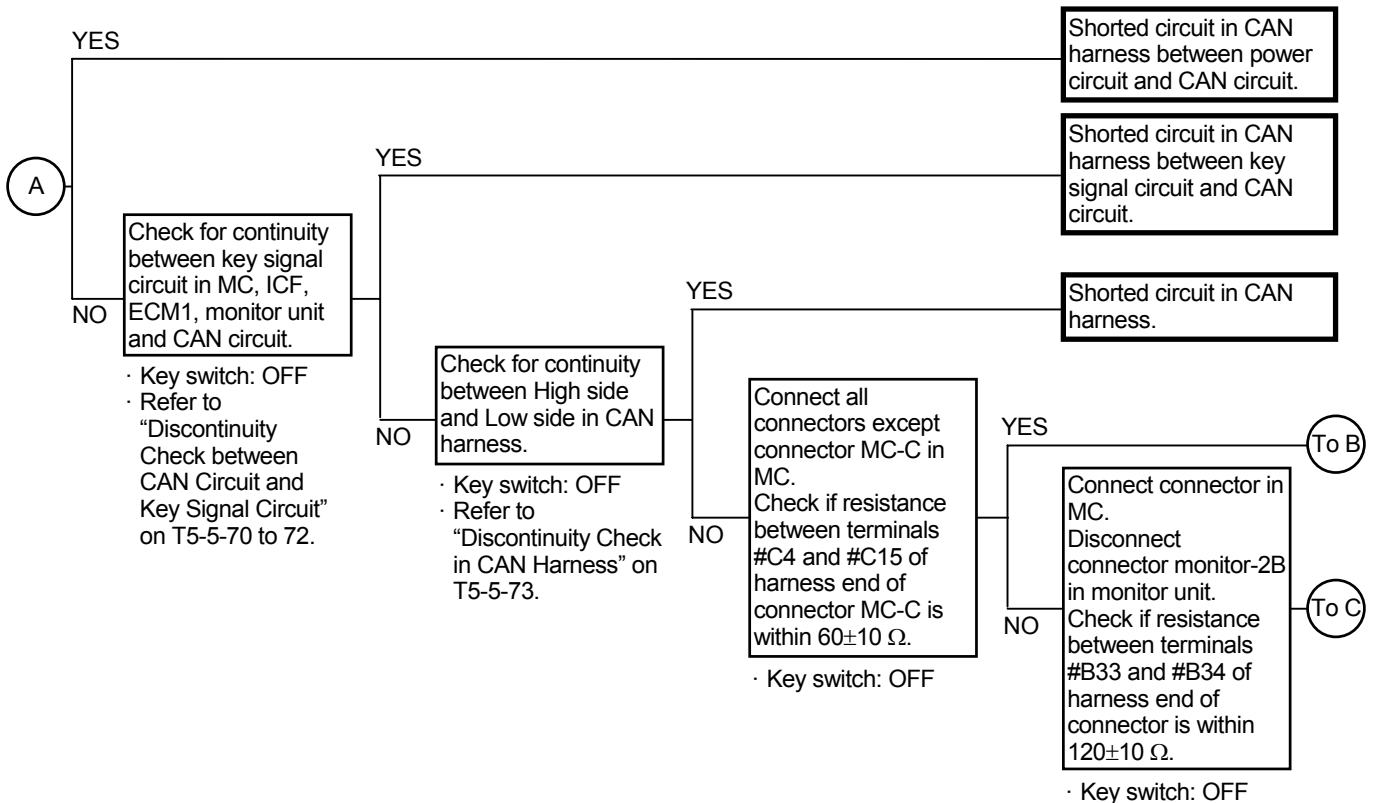 YES
Shorted circuit in CAN
harness between power
circuit and CAN circuit.
YES
Shorted circuit in CAN
harness between key
signal circuit and CAN
circuit.
A
NO
Check for continuity
between key signal
circuit in MC, ICF,
ECM1, monitor unit
and CAN circuit.
· Key switch: OFF
· Refer to
“Discontinuity
Check between
CAN Circuit and
Key Signal Circuit”
on T5-5-70 to 72.
YES
Shorted circuit in CAN
harness.
NO
Check for continuity
between High side
and Low side in CAN
harness.
· Key switch: OFF
· Refer to
“Discontinuity Check
in CAN Harness” on
T5-5-73.
NO
Connect all
connectors except
connector MC-C in
MC.
Check if resistance
between terminals
#C4 and #C15 of
harness end of
connector MC-C is
within 60±10 Ω.
· Key switch: OFF
YES
To B
NO
Connect connector in
MC.
Disconnect
connector monitor-2B
in monitor unit.
Check if resistance
between terminals
#B33 and #B34 of
harness end of
connector is within
120±10 Ω.
· Key switch: OFF
To C